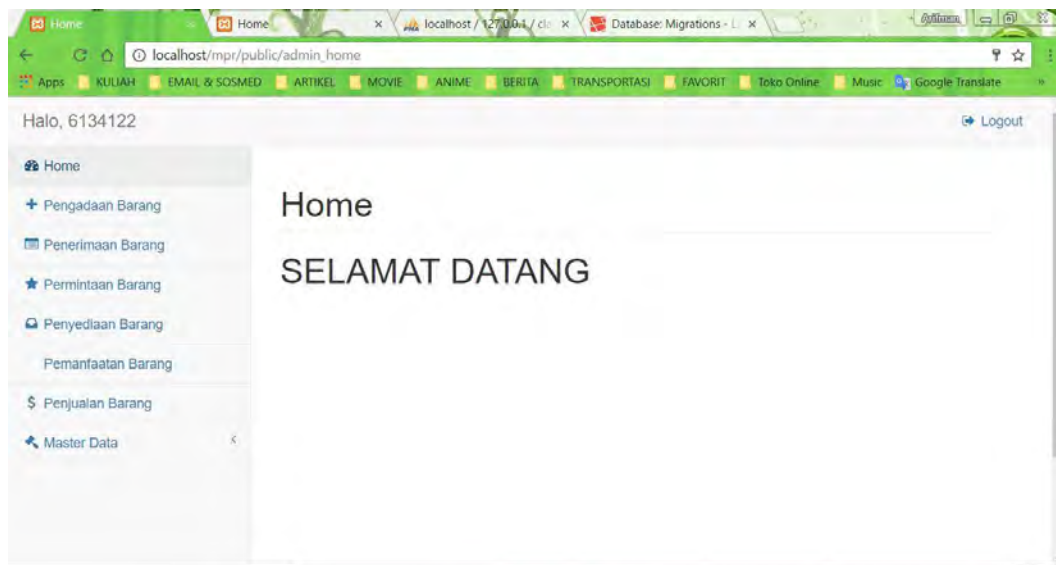 Home
Home
localhost / 127.0.0.1 / cl
Database: Migrations - L
localhost/mpr/public/admin_home
Apps KULIAH EMAIL & SOSMED ARTIKEL MOVIE ANIME BERITA TRANSPORTASI FAVORIT Toko Online Music Google Translate »
Halo, 6134122
Logout
Home
Pengadaan Barang
Penerimaan Barang
Permintaan Barang
Penyediaan Barang
Pemanfaatan Barang
$ Penjualan Barang
Master Data
Home
SELAMAT DATANG